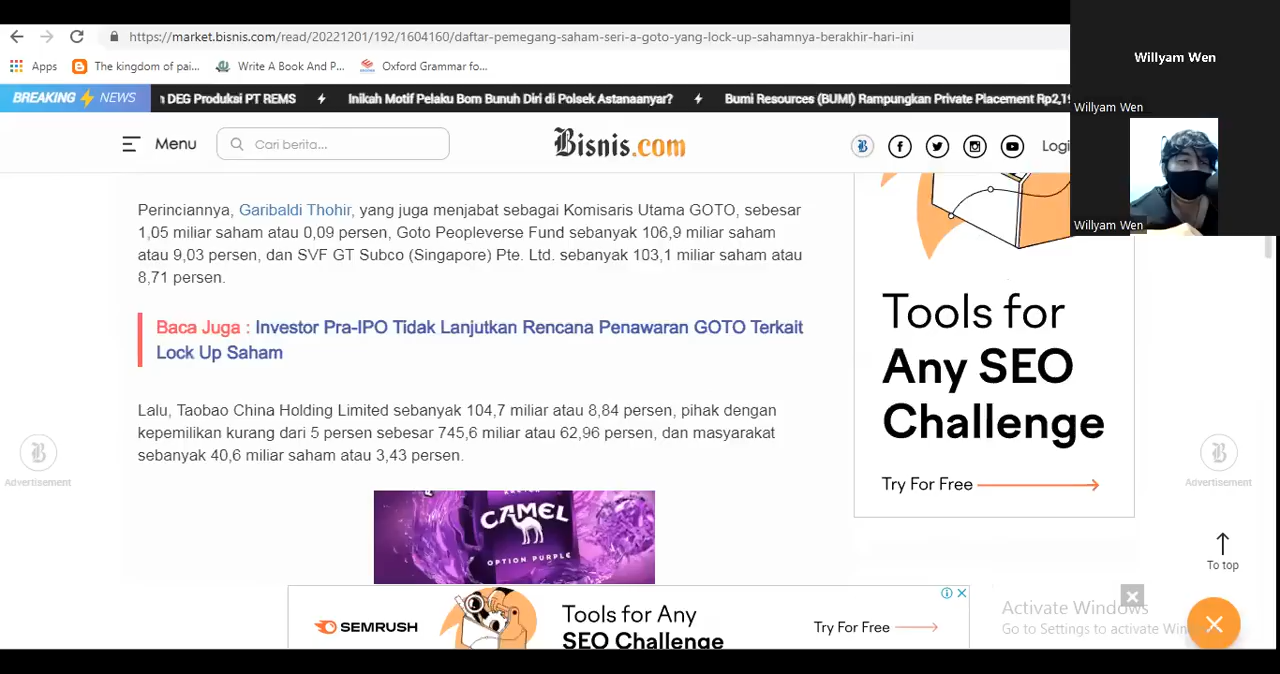 https://market.bisnis.com/read/20221201/192/1604160/daftar-pemegang-saham-seri-a-goto-yang-lock-up-sahamnya-berakhir-hari-ini
Willyam Wen
Apps The kingdom of pai... Write A Book And P... Oxford Grammar fo...
BREAKING NEWS DEG Produksi PT REMS Inikah Motif Pelaku Bom Bunuh Diri di Polsek Astanaanyar? Bumi Resources (BUMI) Rampungkan Private Placement
Willyam Wen
Menu Cari berita... Bisnis.com
Willyam Wen
Perinciannya, Garibaldi Thohir, yang juga menjabat sebagai Komisaris Utama GOTO, sebesar
1,05 miliar saham atau 0,09 persen, Goto Peopleverse Fund sebanyak 106,9 miliar saham
atau 9,03 persen, dan SVF GT Subco (Singapore) Pte. Ltd. sebanyak 103,1 miliar saham atau
8,71 persen.
Baca Juga : Investor Pra-IPO Tidak Lanjutkan Rencana Penawaran GOTO Terkait
Lock Up Saham
Lalu, Taobao China Holding Limited sebanyak 104,7 miliar atau 8,84 persen, pihak dengan
kepemilikan kurang dari 5 persen sebesar 745,6 miliar atau 62,96 persen, dan masyarakat
sebanyak 40,6 miliar saham atau 3,43 persen.
Tools for
Any SEO
Challenge
Try For Free
Advertisement
Advertisement
CAMEL
OPTION PURPLE
To top
SEMRUSH
Tools for Any
SEO Challenge
Try For Free
Activate Windows
Go to Settings to activate